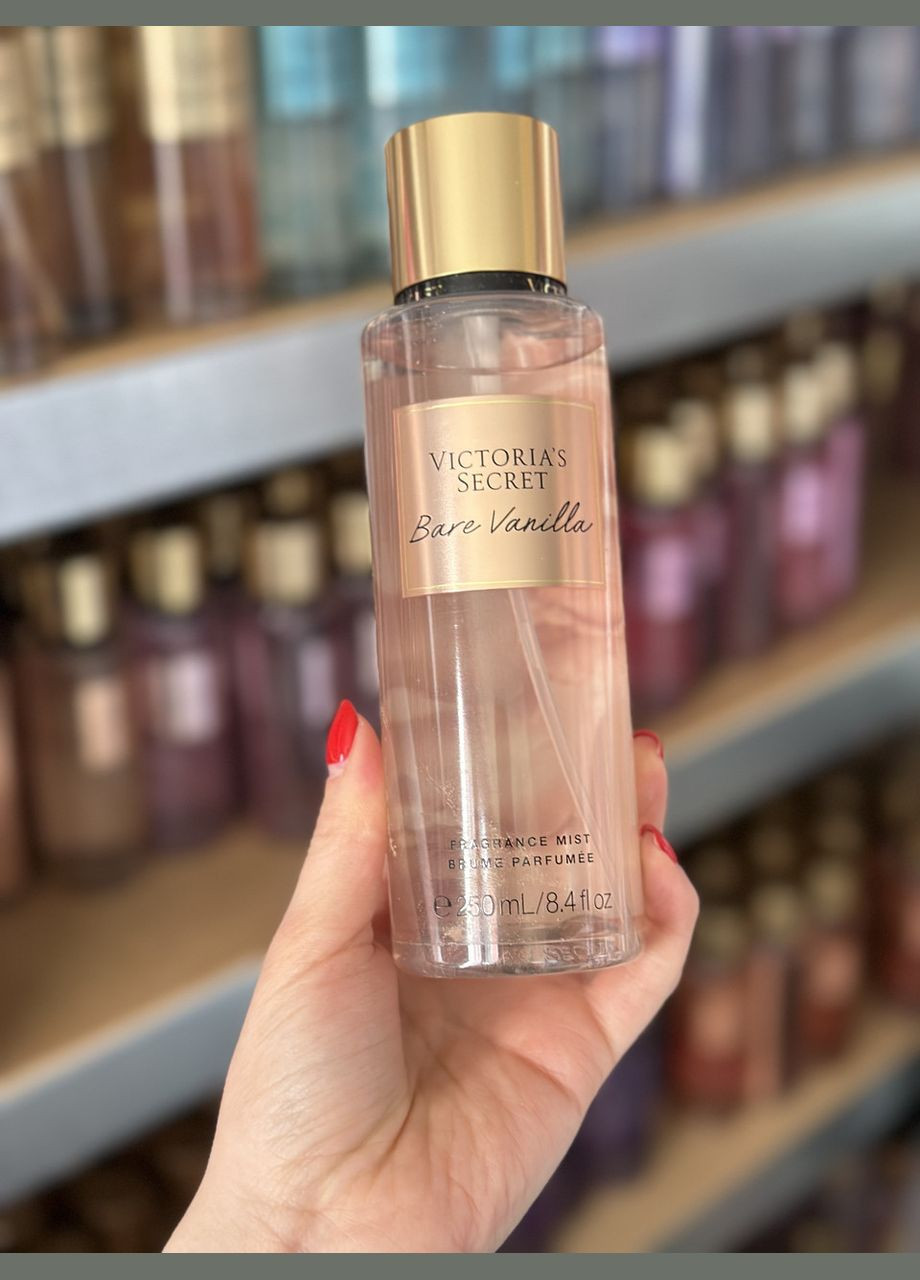 VICTORIA'S
SECRET
Bare Vanilla
FRAGRANCE MIST
BRUME PARFUMÉE
℮ 250 mL/8.4 fl oz